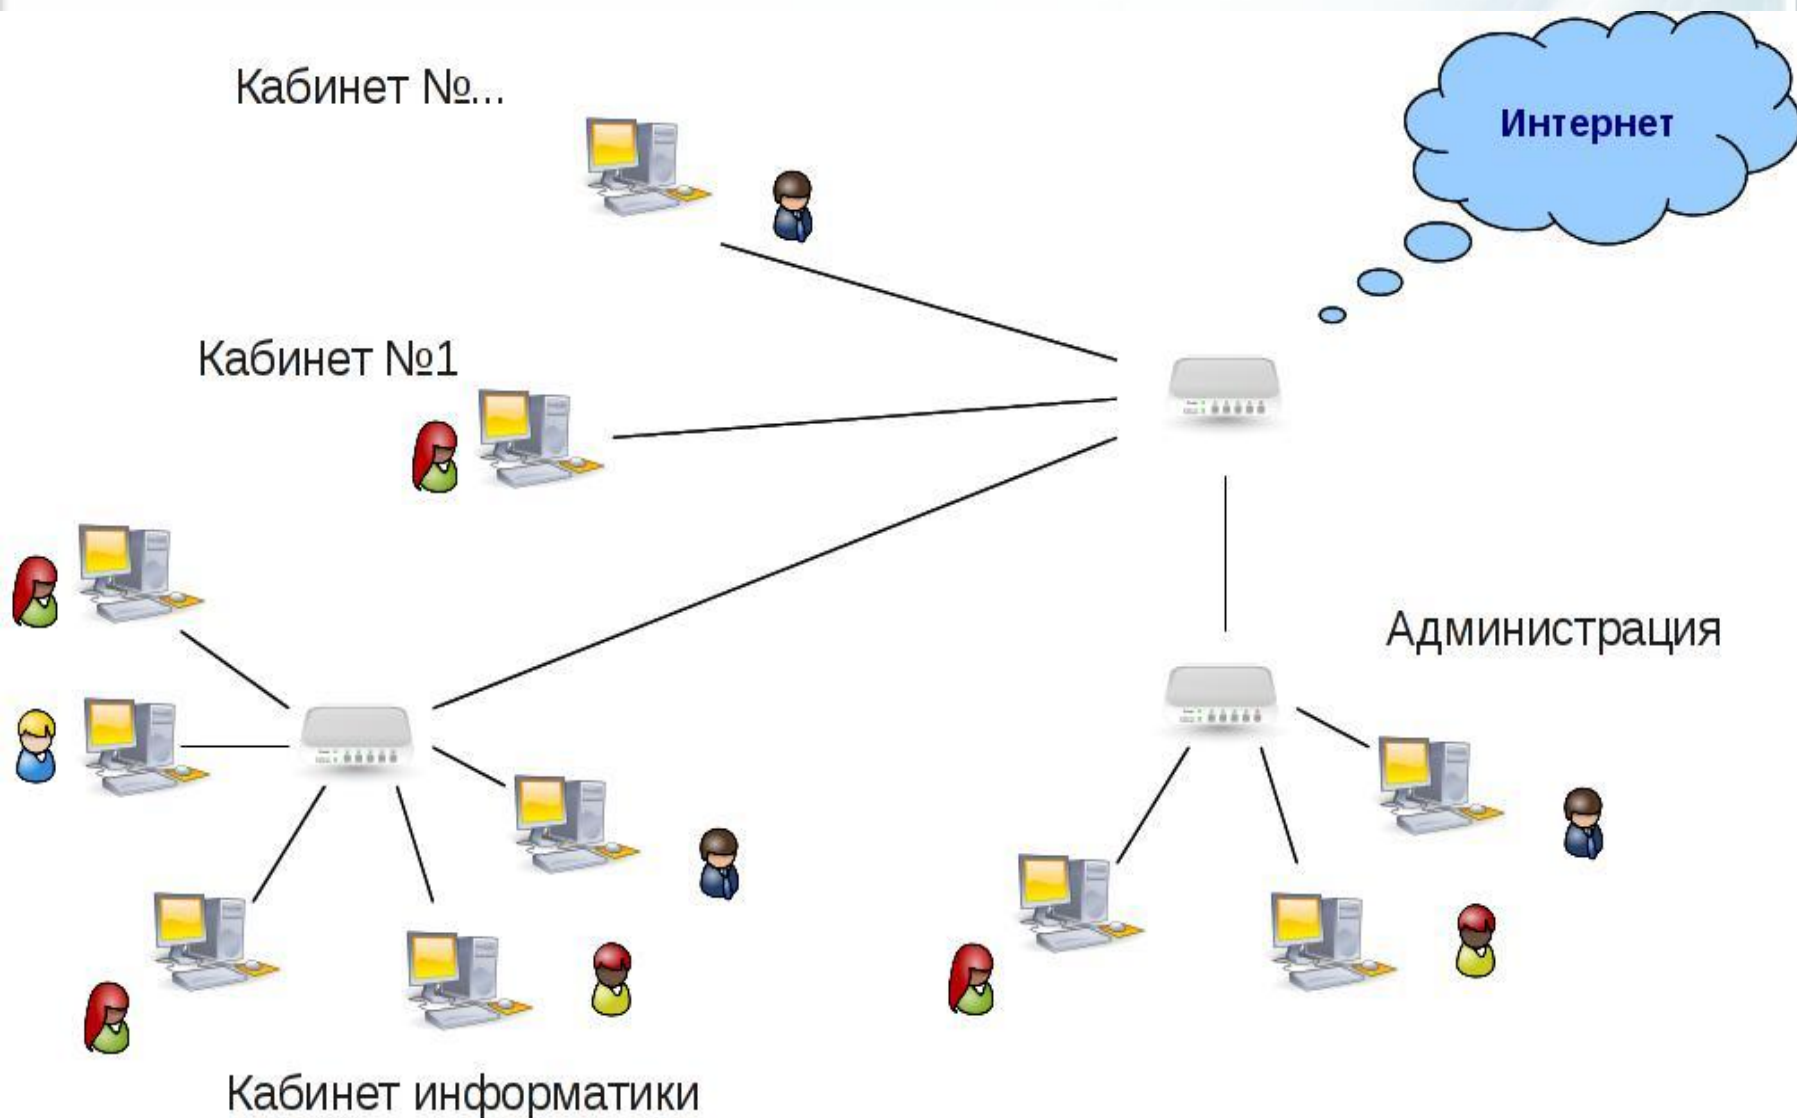 Кабинет №...
Интернет
Кабинет №1
Администрация
Кабинет информатики